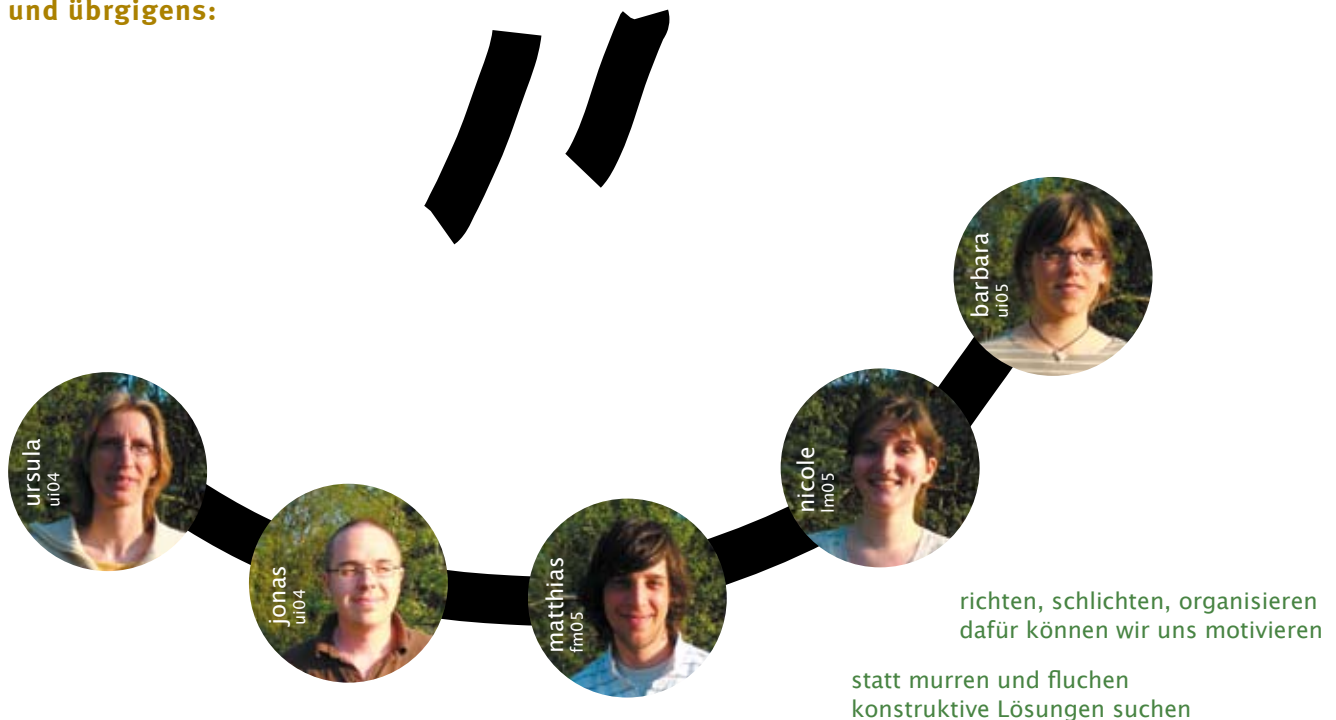 und übrgigens:
barbara
ui05
ursula
ui04
nicole
lm05
jonas
ui04
matthias
fm05
richten, schlichten, organisieren
dafür können wir uns motivieren
statt murren und fluchen
konstruktive Lösungen suchen